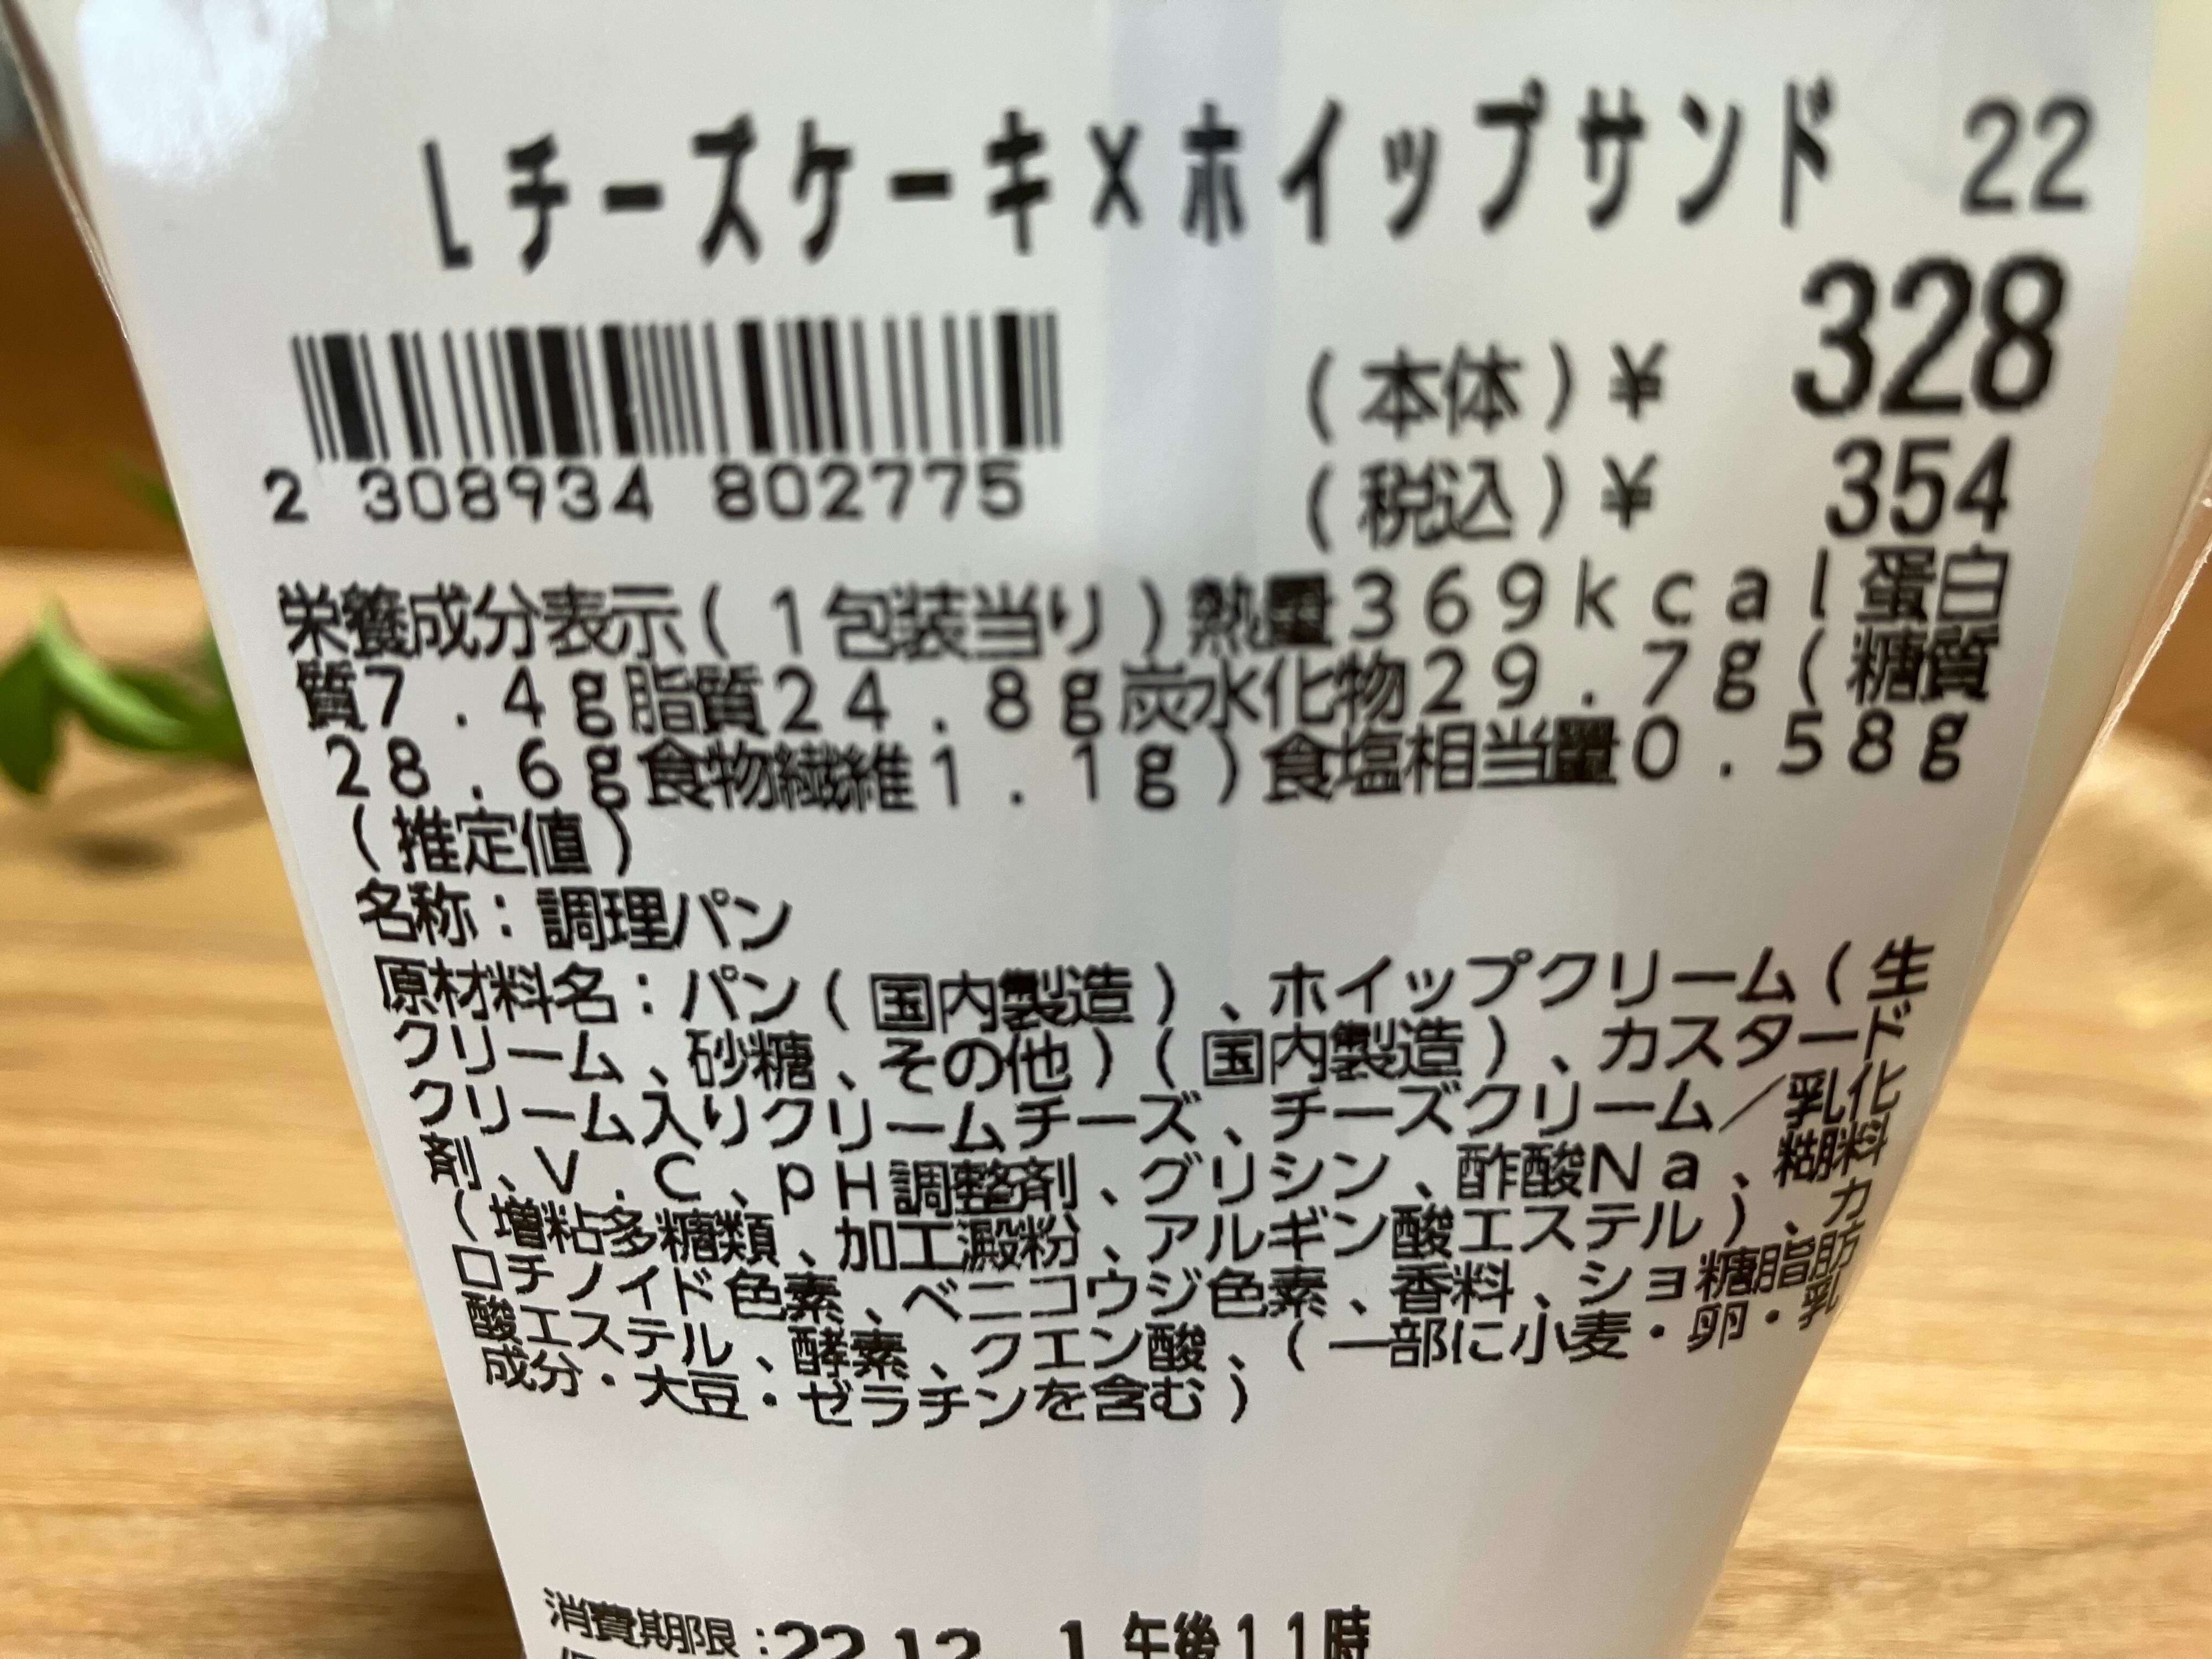 Lチーズケーキ×ホイップサンド 22
328
(本体)¥
2 308934 802775
(税込)¥ 354
栄養成分表示(1包装当り)熱量369kcal蛋白
質7.4g脂質24.8g炭水化物29.7g(糖質
28.6g食物繊維1.1g)食塩相当量0.58g
(推定値)
名称:調理パン
原材料名:パン(国内製造)、ホイップクリーム(生
クリーム、砂糖、その他)(国内製造)、カスタード
クリーム入りクリームチーズ、チーズクリーム/乳化
剤、V.C、pH調整剤、グリシン、酢酸Na、糊料
(増粘多糖類、加工澱粉、アルギン酸エステル)、カ
ロチノイド色素、ベニコウジ色素、香料、ショ糖脂肪
酸エステル、酵素、クエン酸、(一部に小麦・卵・乳
成分・大豆・ゼラチンを含む)
消費期限:22.12. 1 午後11時